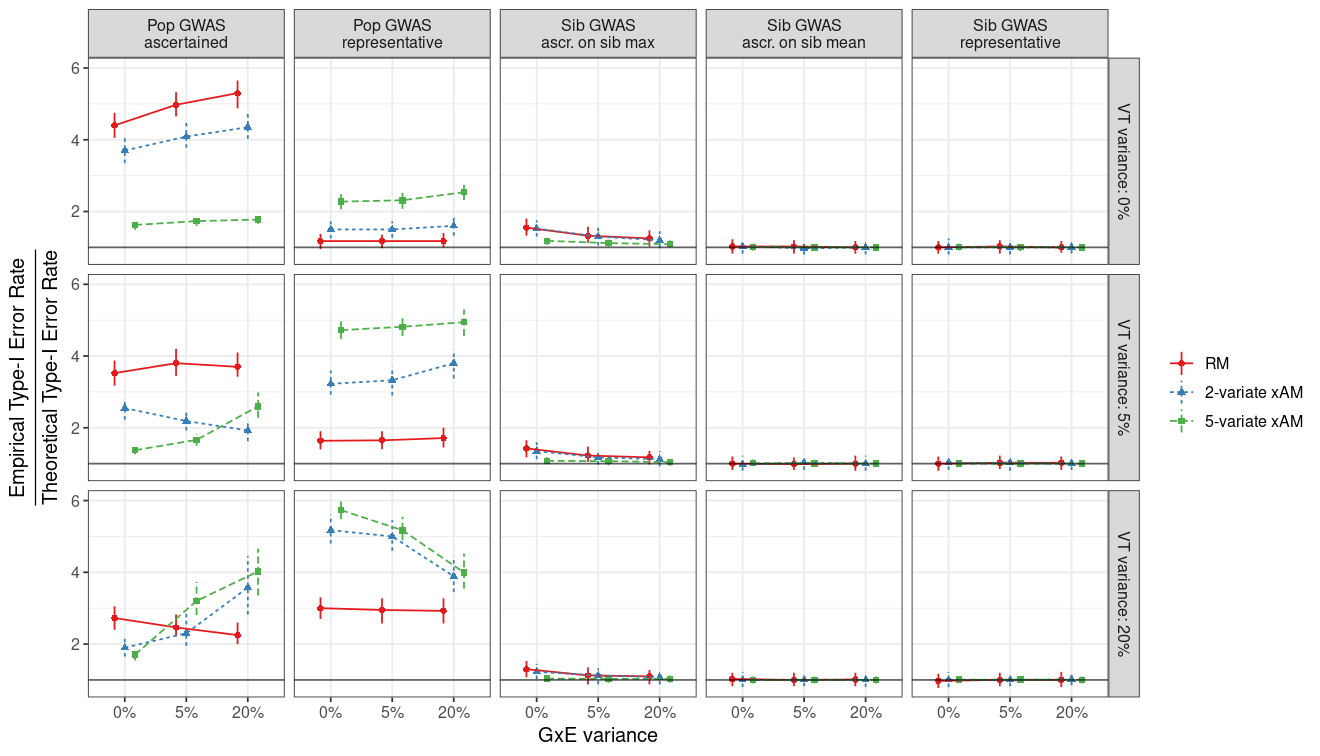 Pop GWAS
ascertained
Pop GWAS
representative
Sib GWAS
ascr. on sib max
Sib GWAS
ascr. on sib mean
Sib GWAS
representative
6
4
2
VT variance: 0%
6
4
2
VT variance: 5%
6
4
2
VT variance: 20%
Empirical Type-I Error Rate
Theoretical Type-I Error Rate
0% 5% 20%
0% 5% 20%
0% 5% 20%
0% 5% 20%
0% 5% 20%
GxE variance
RM
2-variate xAM
5-variate xAM